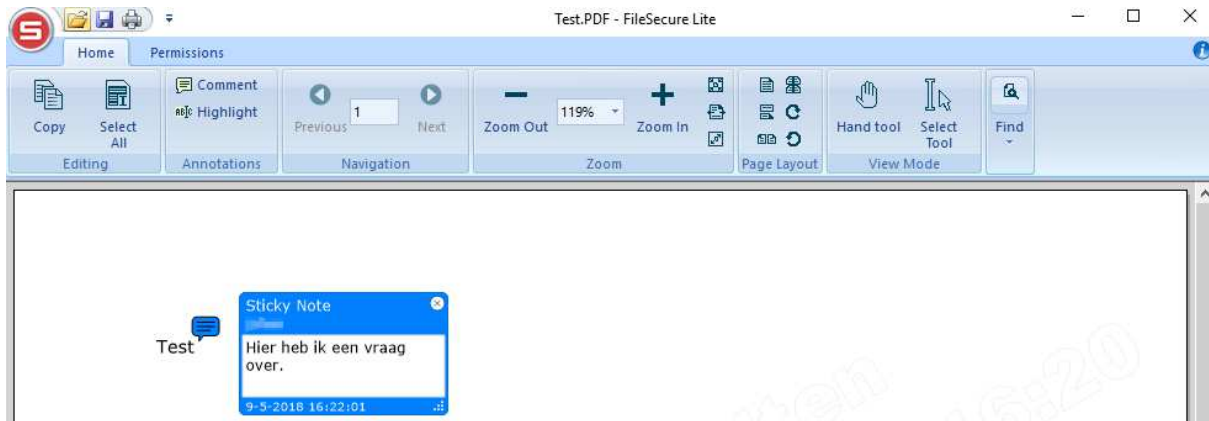 S
Test.PDF - FileSecure Lite
Home Permissions
Comment
Highlight
Copy
Select All
Previous
1
Next
Zoom Out
119%
Zoom In
Hand tool
Select Tool
Find
Editing
Annotations
Navigation
Zoom
Page Layout
View Mode
Sticky Note
Test
Hier heb ik een vraag
over.
9-5-2018 16:22:01
16:20